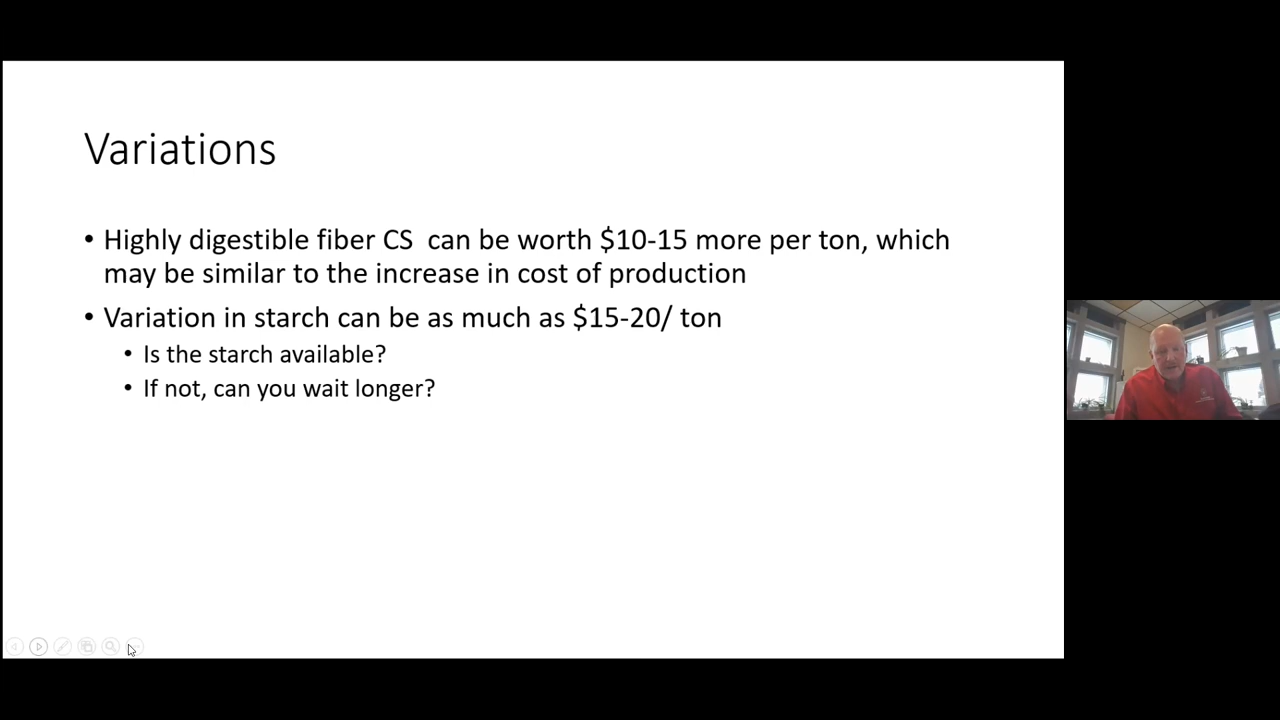 Variations
• Highly digestible fiber CS  can be worth $10-15 more per ton, which
may be similar to the increase in cost of production
• Variation in starch can be as much as $15-20/ ton
• Is the starch available?
• If not, can you wait longer?